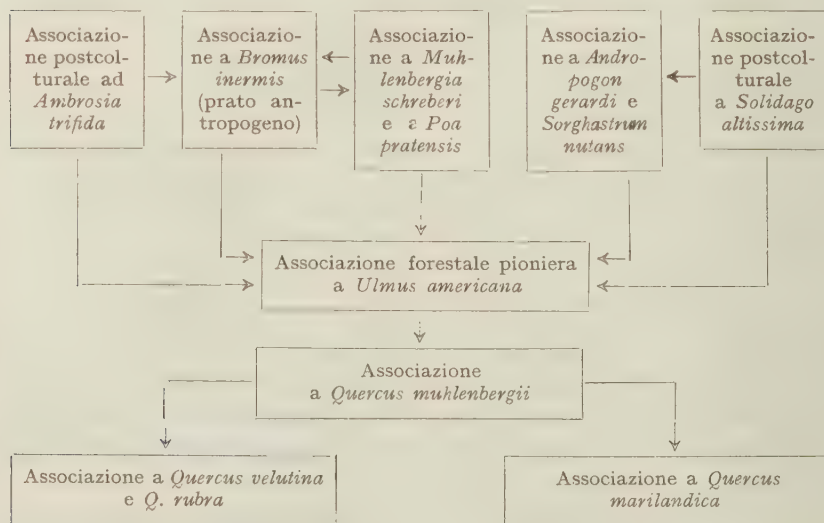 Associazio-
ne postcol-
turale ad
Ambrosia
trifida
Associazio-
ne a Bromus
inermis
(prato an-
tropogeno)
Associazio-
ne a Muh-
lenbergia
schreberi
e a Poa
pratensis
Associazio-
ne a Andro-
pogon
gerardi e
Sorghastrum
nutans
Associazio-
ne postcol-
turale
a Solidago
altissima
Associazione forestale pioniera
a Ulmus americana
Associazione
a Quercus muhlenbergii
Associazione a Quercus velutina
e Q. rubra
Associazione a Quercus
marilandica